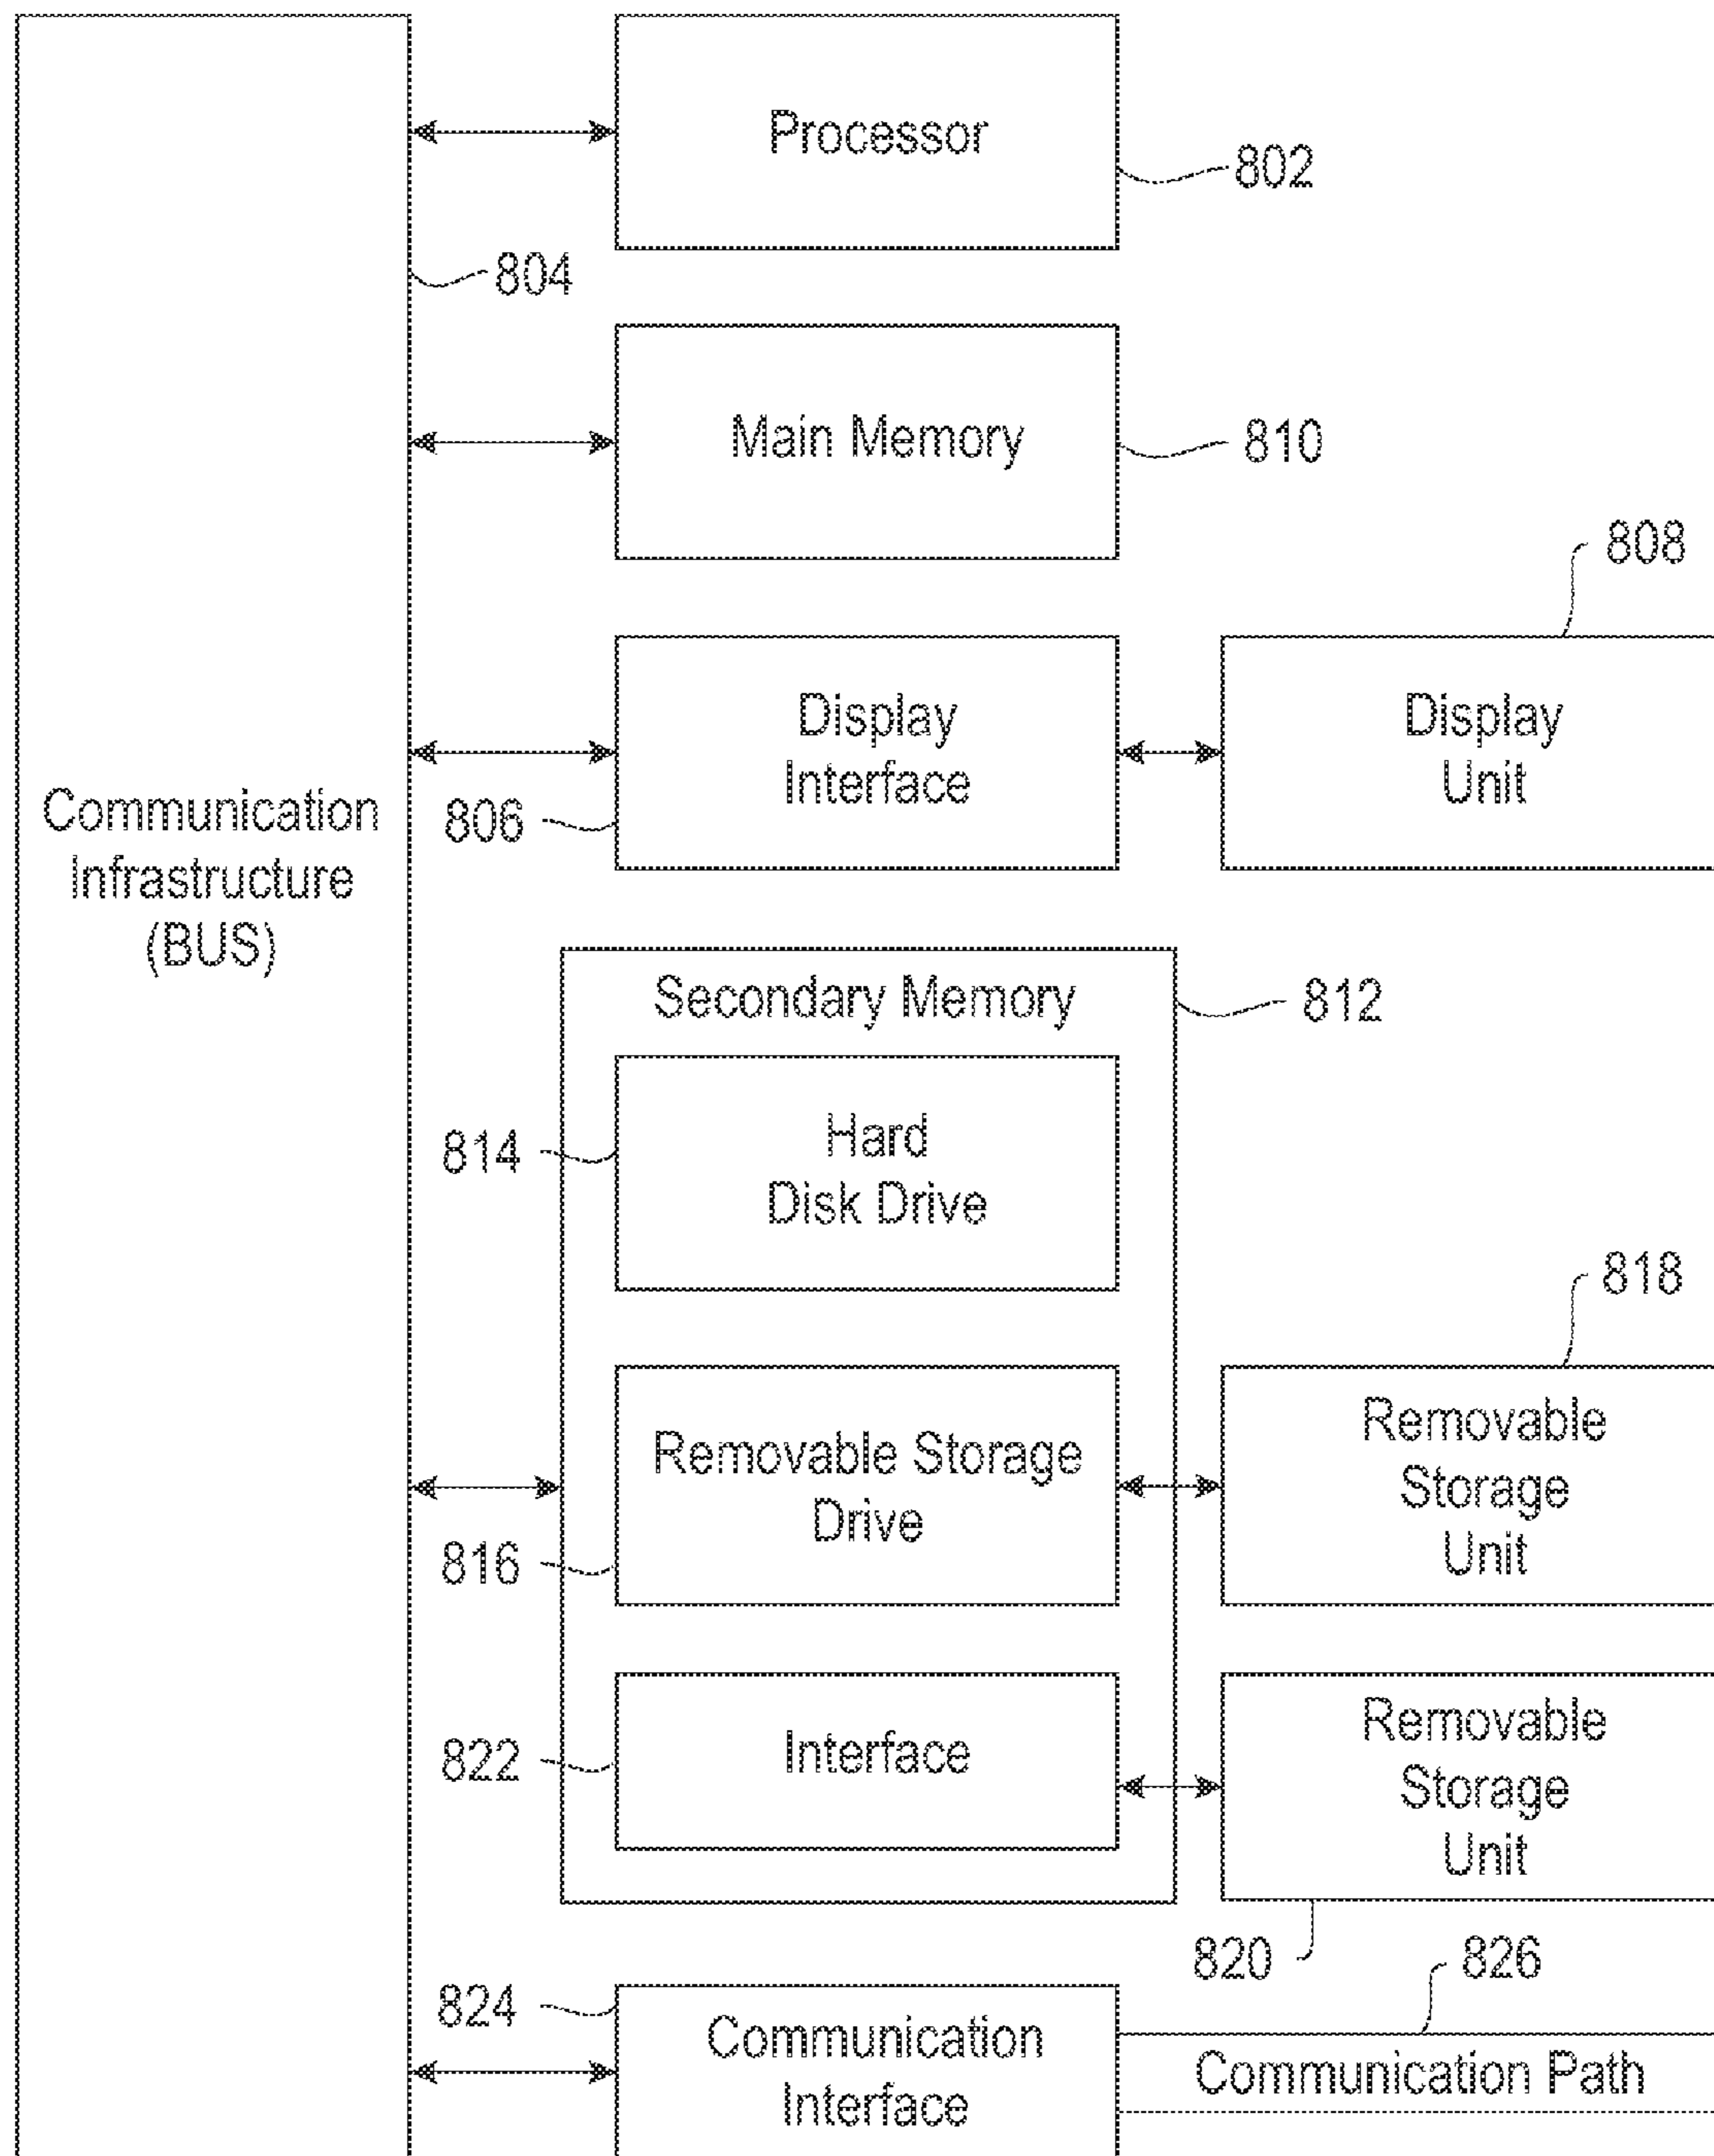 Processor
802
804
Main Memory
810
808
Display
Interface
Display
Unit
806
Communication
Infrastructure
(BUS)
Secondary Memory
812
814
Hard
Disk Drive
818
Removable Storage
Drive
Removable
Storage
Unit
816
822
Interface
Removable
Storage
Unit
820
826
824
Communication
Interface
Communication Path